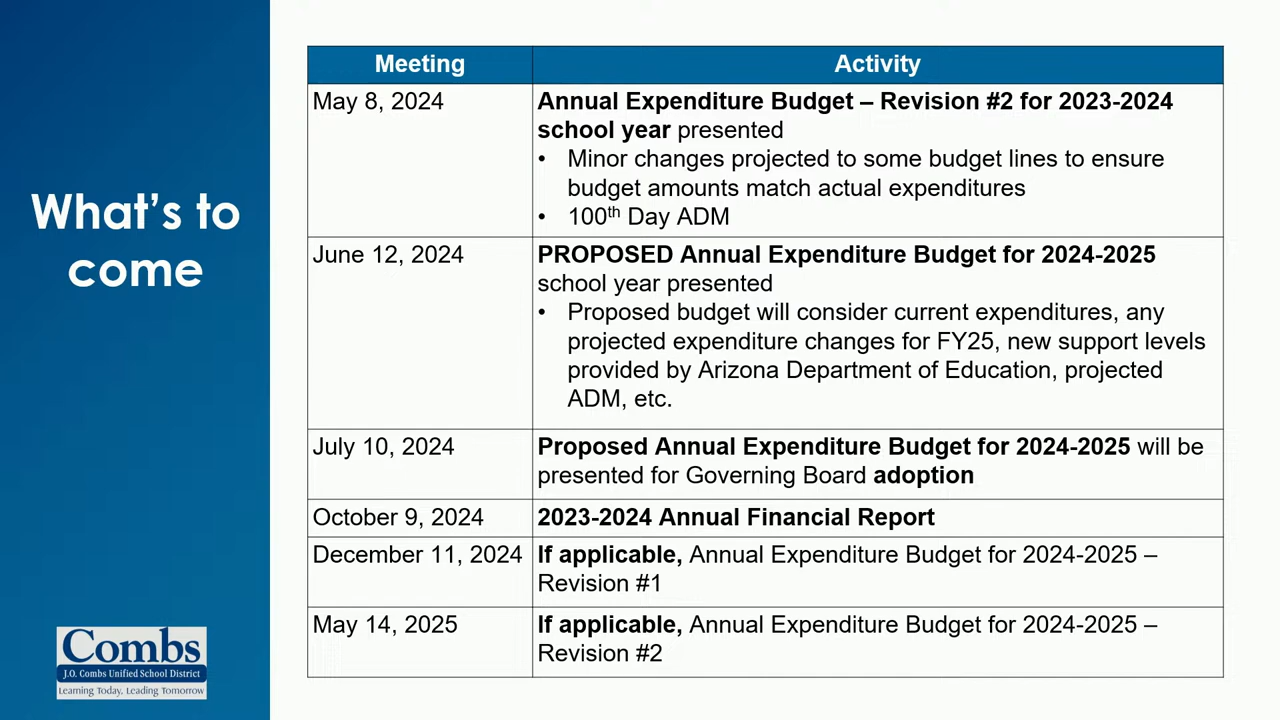 What's to
come
Meeting Activity
May 8, 2024
Annual Expenditure Budget – Revision #2 for 2023-2024
school year presented
• Minor changes projected to some budget lines to ensure
budget amounts match actual expenditures
• 100th Day ADM
June 12, 2024
PROPOSED Annual Expenditure Budget for 2024-2025
school year presented
• Proposed budget will consider current expenditures, any
projected expenditure changes for FY25, new support levels
provided by Arizona Department of Education, projected
ADM, etc.
July 10, 2024
Proposed Annual Expenditure Budget for 2024-2025 will be
presented for Governing Board adoption
October 9, 2024
2023-2024 Annual Financial Report
December 11, 2024
If applicable, Annual Expenditure Budget for 2024-2025 –
Revision #1
May 14, 2025
If applicable, Annual Expenditure Budget for 2024-2025 –
Revision #2
Combs
J.O. Combs Unified School District
Learning Today, Leading Tomorrow